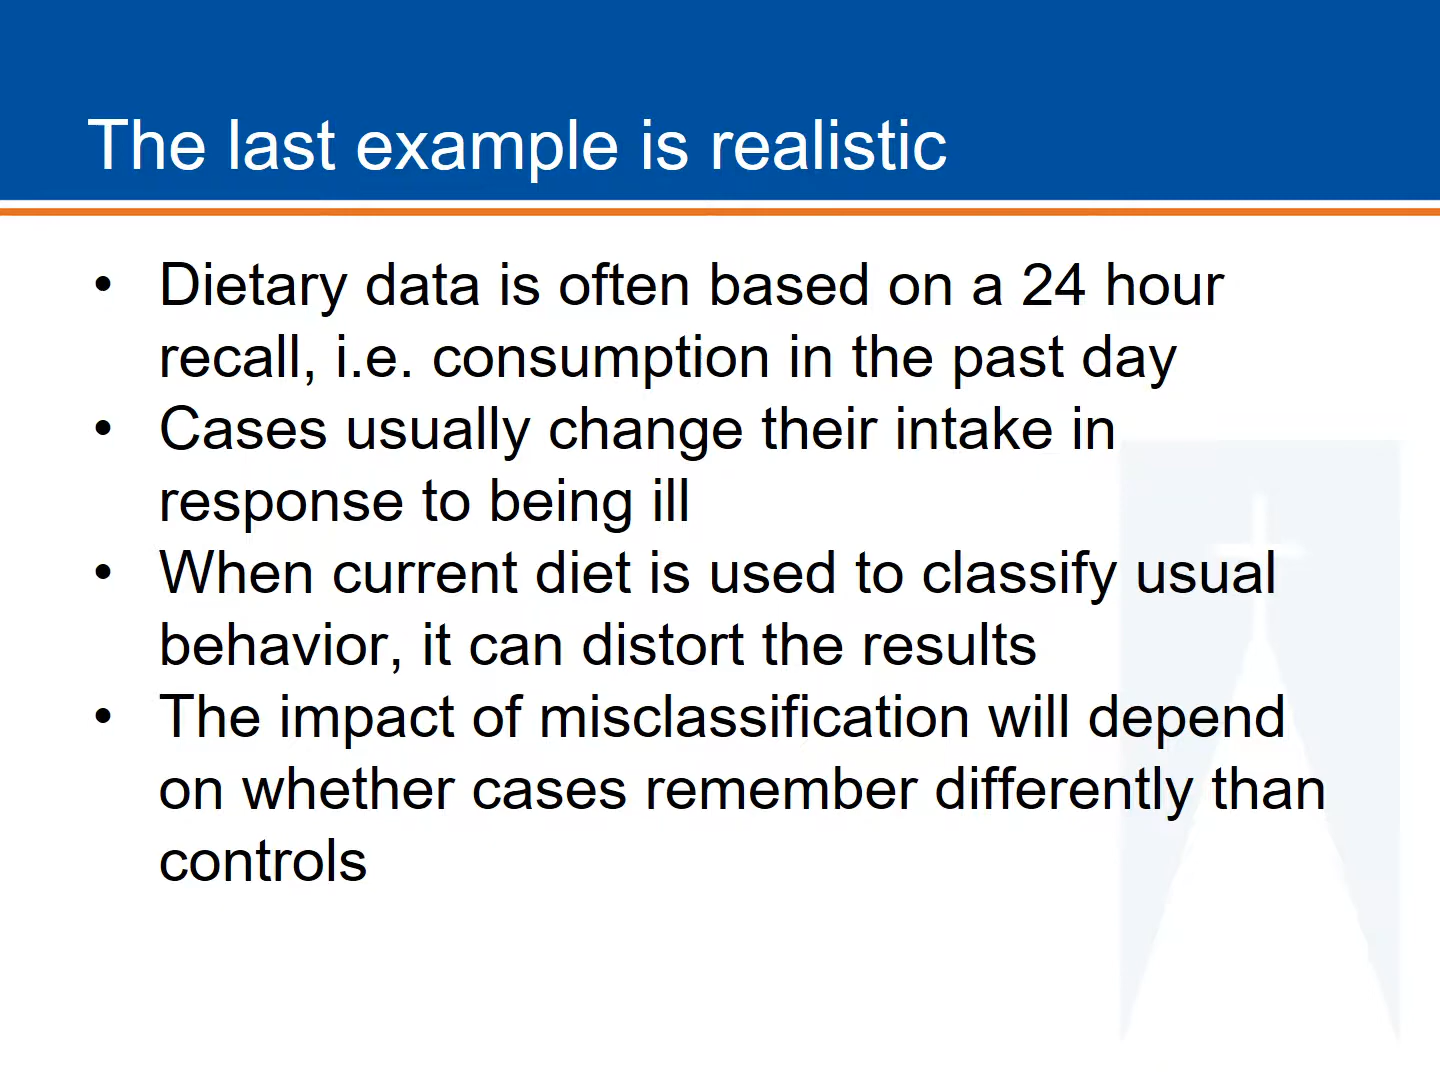 The last example is realistic
• Dietary data is often based on a 24 hour
recall, i.e. consumption in the past day
• Cases usually change their intake in
response to being ill
• When current diet is used to classify usual
behavior, it can distort the results
• The impact of misclassification will depend
on whether cases remember differently than
controls